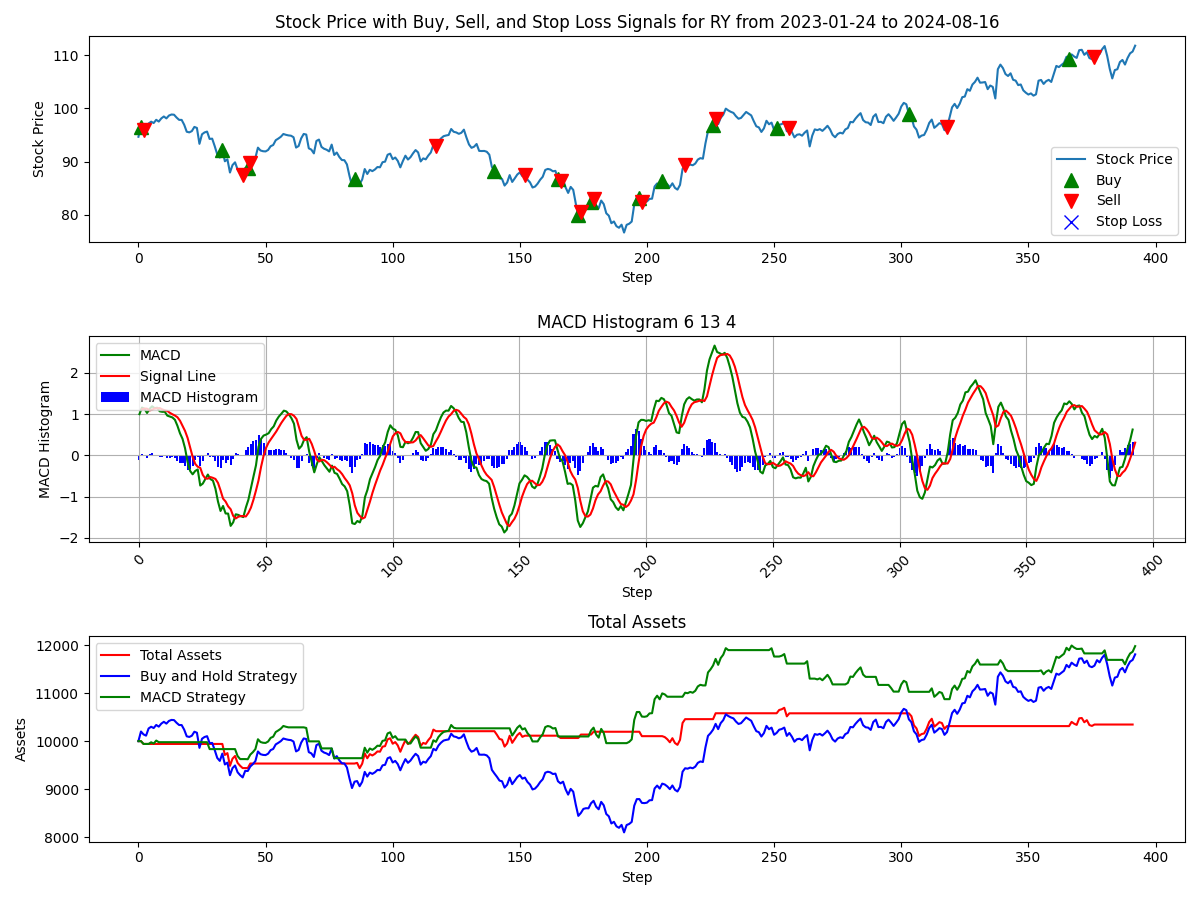 Stock Price with Buy, Sell, and Stop Loss Signals for RY from 2023-01-24 to 2024-08-16
Stock Price
110
100
90
80
Stock Price
Buy
Sell
Stop Loss
0 50 100 150 200 250 300 350 400
Step
MACD Histogram 6 13 4
MACD Histogram
2
1
0
−1
−2
MACD
Signal Line
MACD Histogram
0 50 100 150 200 250 300 350 400
Step
Total Assets
Assets
12000
11000
10000
9000
8000
Total Assets
Buy and Hold Strategy
MACD Strategy
0 50 100 150 200 250 300 350 400
Step